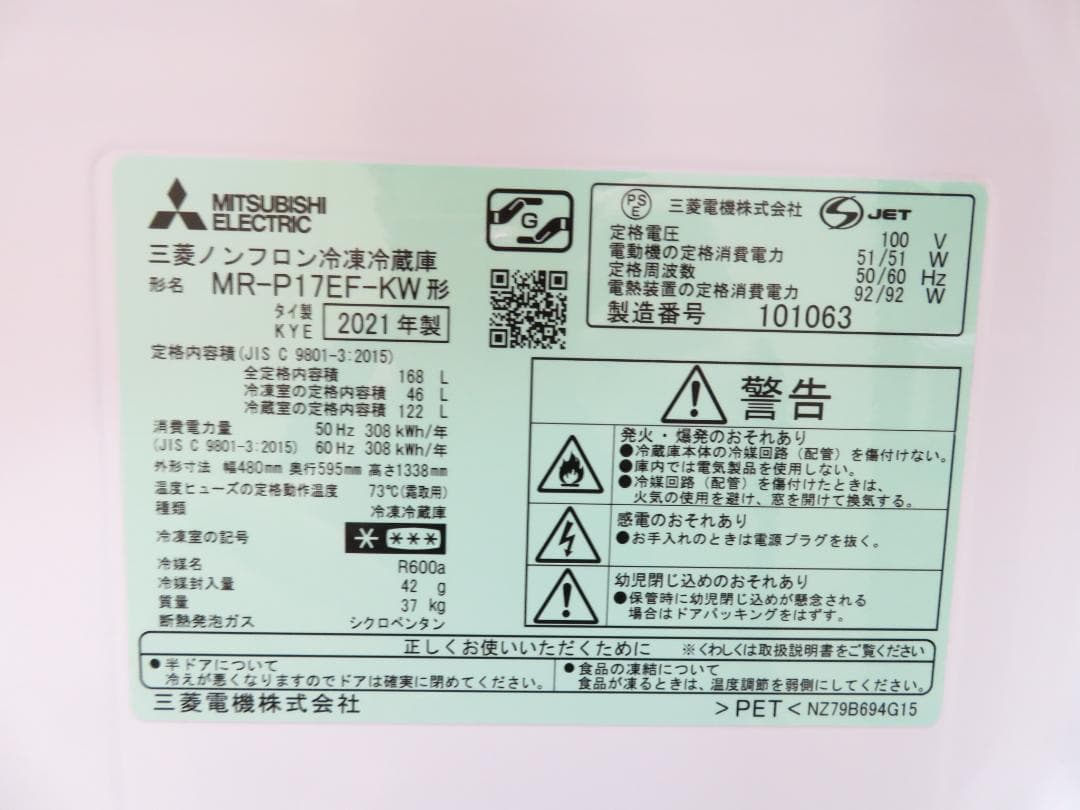 MITSUBISHI
ELECTRIC
三菱ノンフロン冷凍冷蔵庫
形名 MR-P17EF-KW 形
タイ製
KYE 2021年製
定格内容積(JIS C 9801-3:2015)
全定格内容積 168 L
冷凍室の定格内容積 46 L
冷蔵室の定格内容積 122 L
消費電力量 50Hz 308 kWh/年
(JIS C 9801-3:2015) 60Hz 308 kWh/年
外形寸法 幅480mm 奥行595mm 高さ1338mm
温度ヒューズの定格動作温度 73℃(霜取用)
種類 冷凍冷蔵庫
冷凍室の記号 * ***
冷媒名 R600a
冷媒封入量 42 g
質量 37 kg
断熱発泡ガス シクロペンタン
G
PS
E 三菱電機株式会社 S JET
定格電圧 100 V
電動機の定格消費電力 51/51 W
定格周波数 50/60 Hz
電熱装置の定格消費電力 92/92 W
製造番号 101063
警告
発火・爆発のおそれあり
●冷蔵庫本体の冷媒回路(配管)を傷付けない。
●庫内では電気製品を使用しない。
●冷媒回路(配管)を傷付けたときは、
火気の使用を避け、窓を開けて換気する。
感電のおそれあり
●お手入れのときは電源プラグを抜く。
幼児閉じ込めのおそれあり
●保管時に幼児閉じ込めが懸念される
場合はドアパッキングをはずす。
正しくお使いいただくために ※くわしくは取扱説明書をご覧ください
●半ドアについて
冷えが悪くなりますのでドアは確実に閉めてください。
●食品の凍結について
食品が凍るときは、温度調節を弱側にしてください。
三菱電機株式会社 >PET< NZ79B694G15